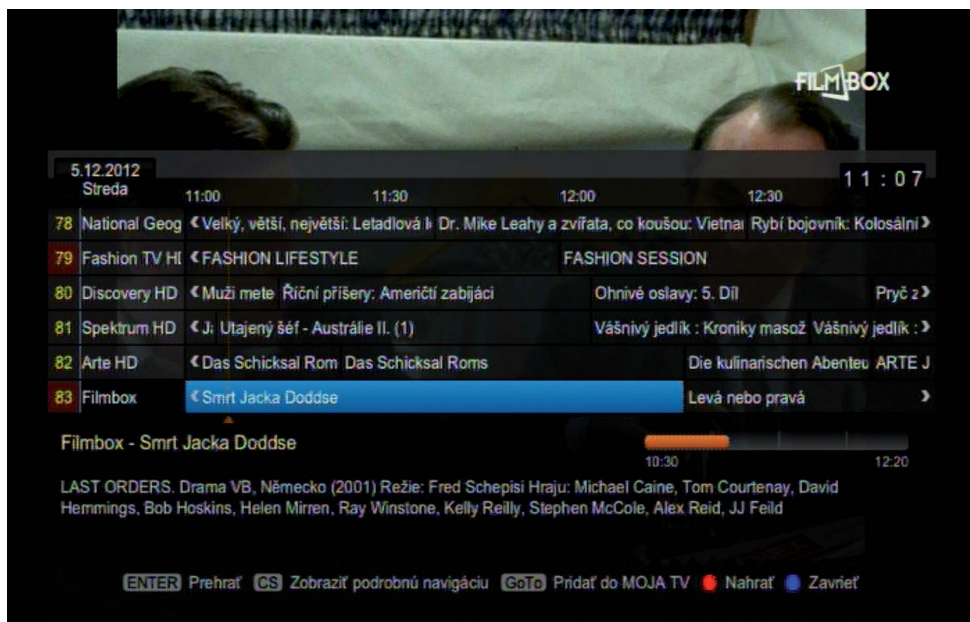 FILMBOX
5.12.2012
Streda
11:07
11:00 11:30 12:00 12:30
78 National Geog Velký, větší, největší: Letadlová l Dr. Mike Leahy a zvířata, co koušou: Vietnai Rybí bojovník: Kolosální
79 Fashion TV HI FASHION LIFESTYLE FASHION SESSION
80 Discovery HD Muži mete Říční příšery: Američtí zabijáci Ohnivé oslavy: 5. Díl Pryč z
81 Spektrum HD J: Utajený šéf - Austrálie II. (1) Vášnivý jedlík : Kroniky masož Vášnivý jedlík :
82 Arte HD Das Schicksal Rom Das Schicksal Roms Die kulinarischen Abenteu ARTE J
83 Filmbox Smrt Jacka Doddse Levá nebo pravá
Filmbox - Smrt Jacka Doddse
10:30 12:20
LAST ORDERS. Drama VB, Německo (2001) Režie: Fred Schepisi Hrají: Michael Caine, Tom Courtenay, David
Hemmings, Bob Hoskins, Helen Mirren, Ray Winstone, Kelly Reilly, Stephen McCole, Alex Reid, JJ Feild
ENTER Prehrať CS Zobraziť podrobnú navigáciu GoTo Pridať do MOJA TV Nahrať Zavrieť